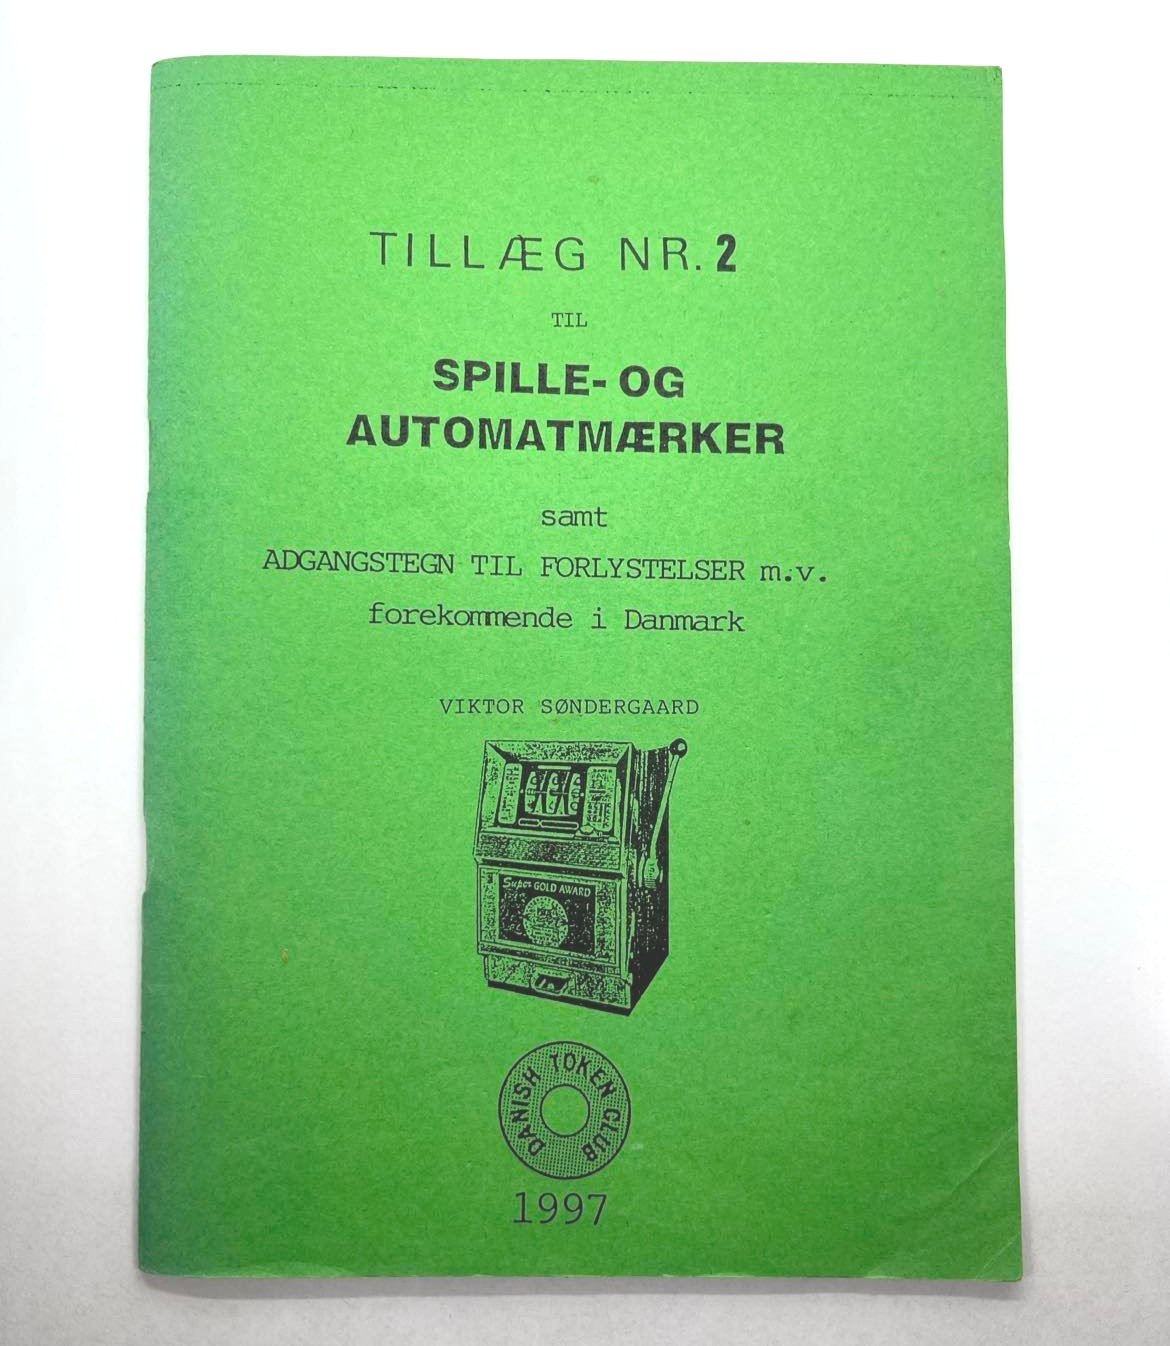 TILLÆG NR. 2
TIL
SPILLE- OG
AUTOMATMÆRKER
samt
ADGANGSTEGN TIL FORLYSTELSER m.v.
forekommende i Danmark
VIKTOR SØNDERGAARD
Super GOLD AWARD
DANISH TOKEN CLUB
1997